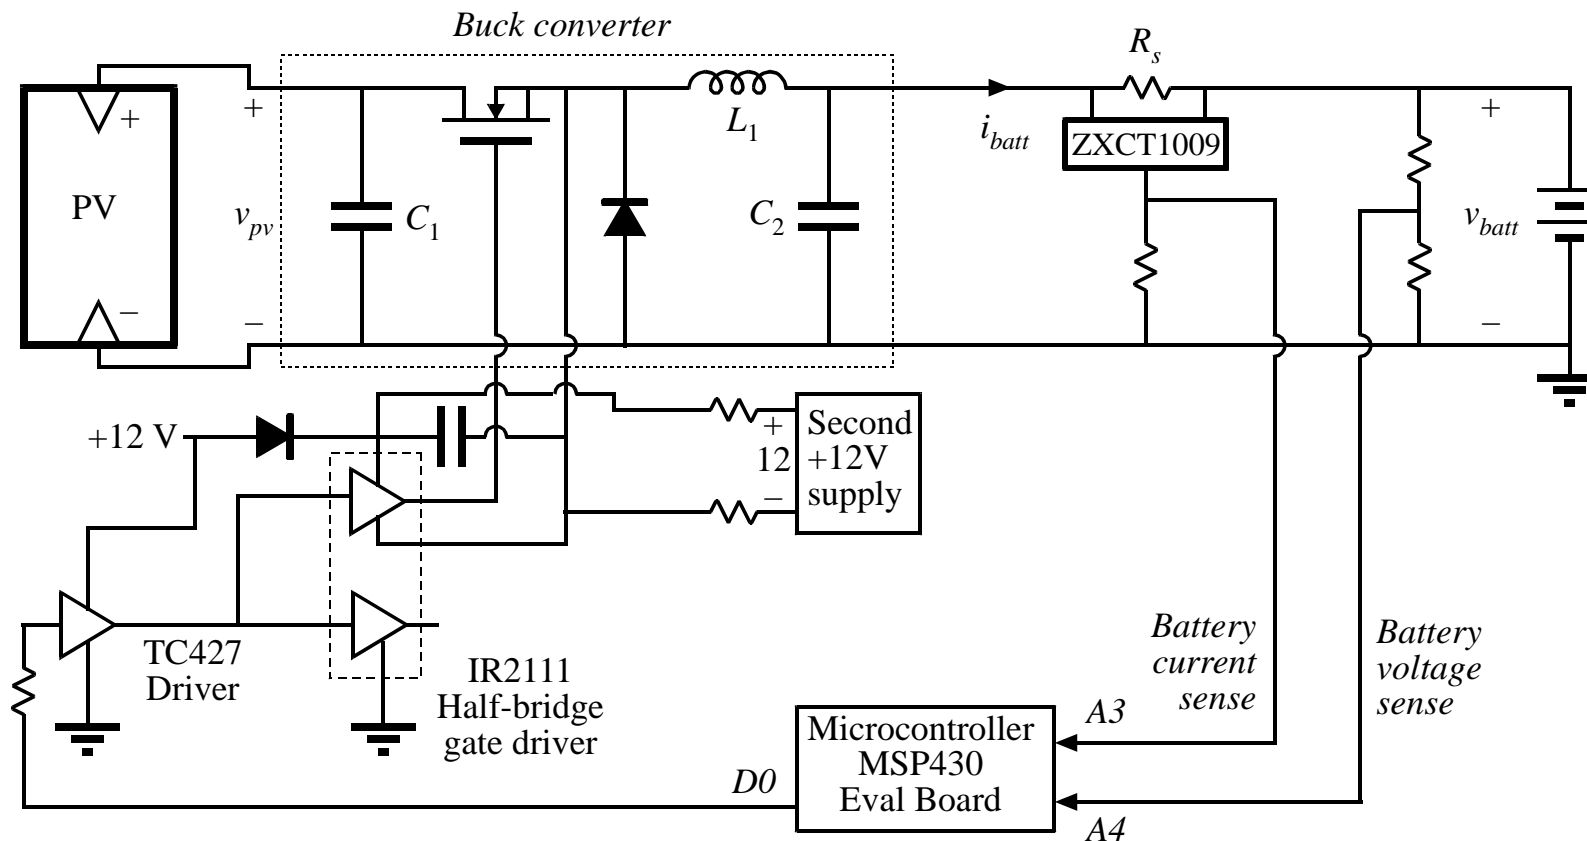 Buck converter
R_s
+
+
+
L_1
i_batt
ZXCT1009
PV
v_pv
C_1
C_2
v_batt
–
–
–
+12 V
+
12
–
Second
+12V
supply
TC427
Driver
IR2111
Half-bridge
gate driver
Battery
current
sense
Battery
voltage
sense
Microcontroller
MSP430
Eval Board
A3
D0
A4